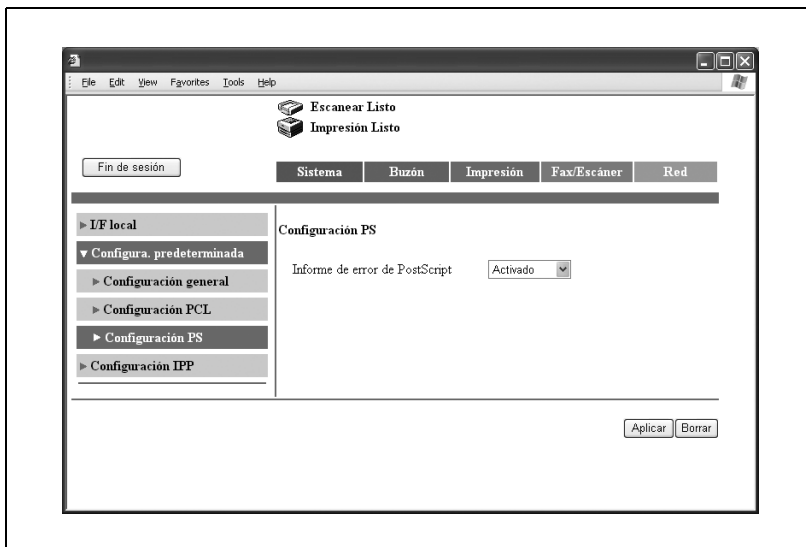 File Edit View Favorites Tools Help
Escanear Listo
Impresión Listo
Fin de sesión
Sistema Buzón Impresión Fax/Escáner Red
I/F local
Configura. predeterminada
Configuración general
Configuración PCL
Configuración PS
Configuración IPP
Configuración PS
Informe de error de PostScript Activado
Aplicar Borrar